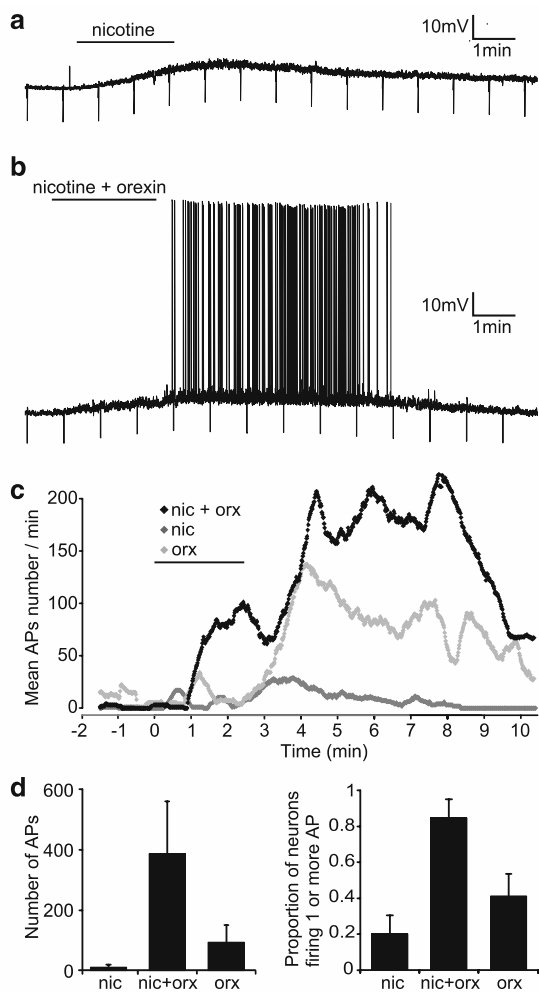 a
nicotine
10mV
1min
b
nicotine + orexin
10mV
1min
c
200
150
100
50
0
Mean APs number / min
nic + orx
nic
orx
-2 -1 0 1 2 3 4 5 6 7 8 9 10
Time (min)
d
600
400
200
0
Number of APs
nic nic+orx orx
1
0.8
0.6
0.4
0.2
0
Proportion of neurons
firing 1 or more AP
nic nic+orx orx